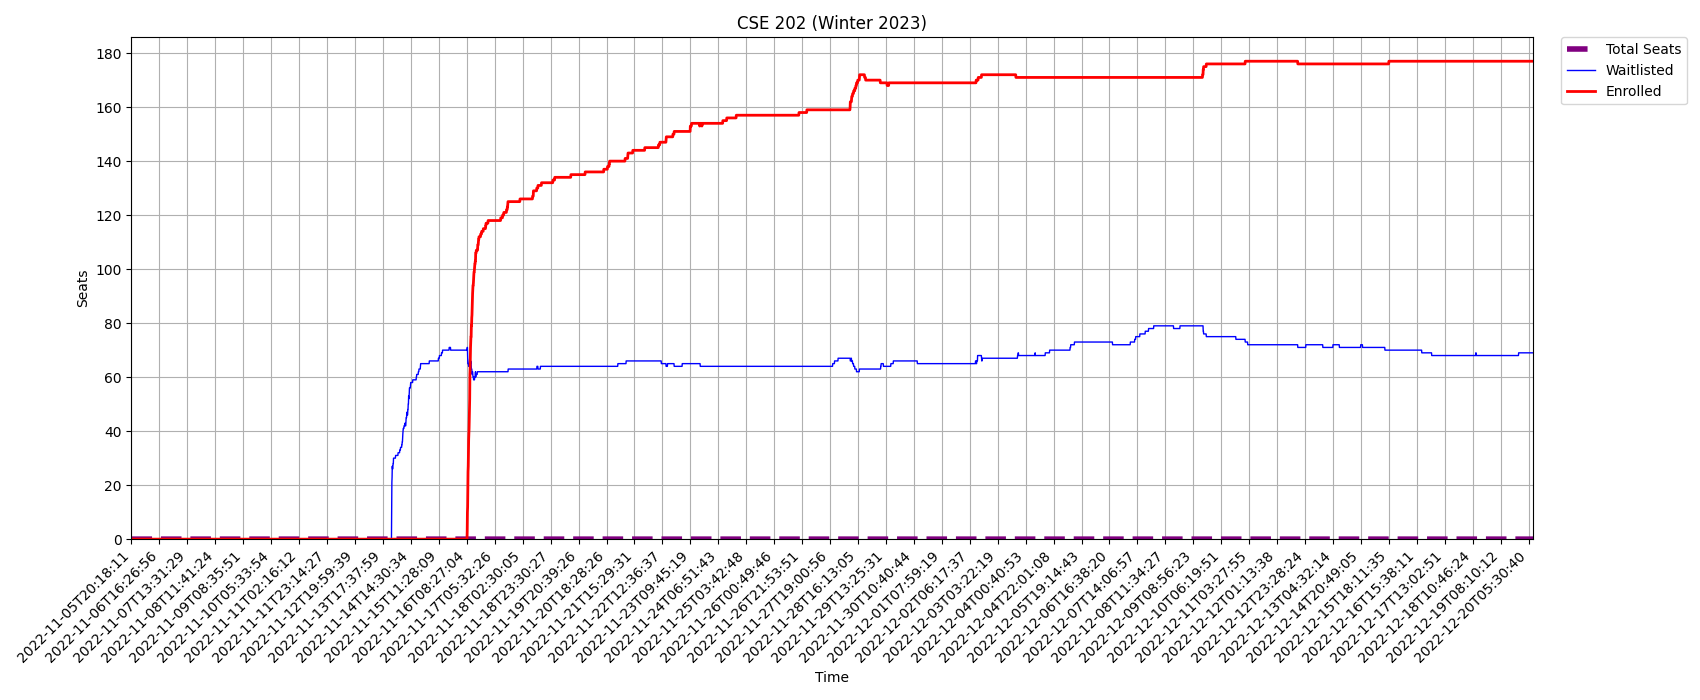 CSE 202 (Winter 2023)
Total Seats
Waitlisted
Enrolled
Seats
180
160
140
120
100
80
60
40
20
0
2022-11-05T20:18:11
2022-11-06T16:26:56
2022-11-07T13:31:29
2022-11-08T11:41:24
2022-11-09T08:35:51
2022-11-10T05:33:54
2022-11-11T02:16:12
2022-11-11T23:14:27
2022-11-12T19:59:39
2022-11-13T17:37:59
2022-11-14T14:30:34
2022-11-15T11:28:09
2022-11-16T08:27:04
2022-11-17T05:32:26
2022-11-18T02:30:05
2022-11-18T23:30:27
2022-11-19T20:39:26
2022-11-20T18:28:26
2022-11-21T15:29:31
2022-11-22T12:36:37
2022-11-23T09:45:19
2022-11-24T06:51:43
2022-11-25T03:42:48
2022-11-26T00:49:46
2022-11-26T21:53:51
2022-11-27T19:00:56
2022-11-28T16:13:05
2022-11-29T13:25:31
2022-11-30T10:40:44
2022-12-01T07:59:19
2022-12-02T06:17:37
2022-12-03T03:22:19
2022-12-04T00:40:53
2022-12-04T22:01:08
2022-12-05T19:14:43
2022-12-06T16:38:20
2022-12-07T14:06:57
2022-12-08T11:34:27
2022-12-09T08:56:23
2022-12-10T06:19:51
2022-12-11T03:27:55
2022-12-12T01:13:38
2022-12-12T23:28:24
2022-12-13T04:32:14
2022-12-14T20:49:05
2022-12-15T18:11:35
2022-12-16T15:38:11
2022-12-17T13:02:51
2022-12-18T10:46:24
2022-12-19T08:10:12
2022-12-20T05:30:40
Time